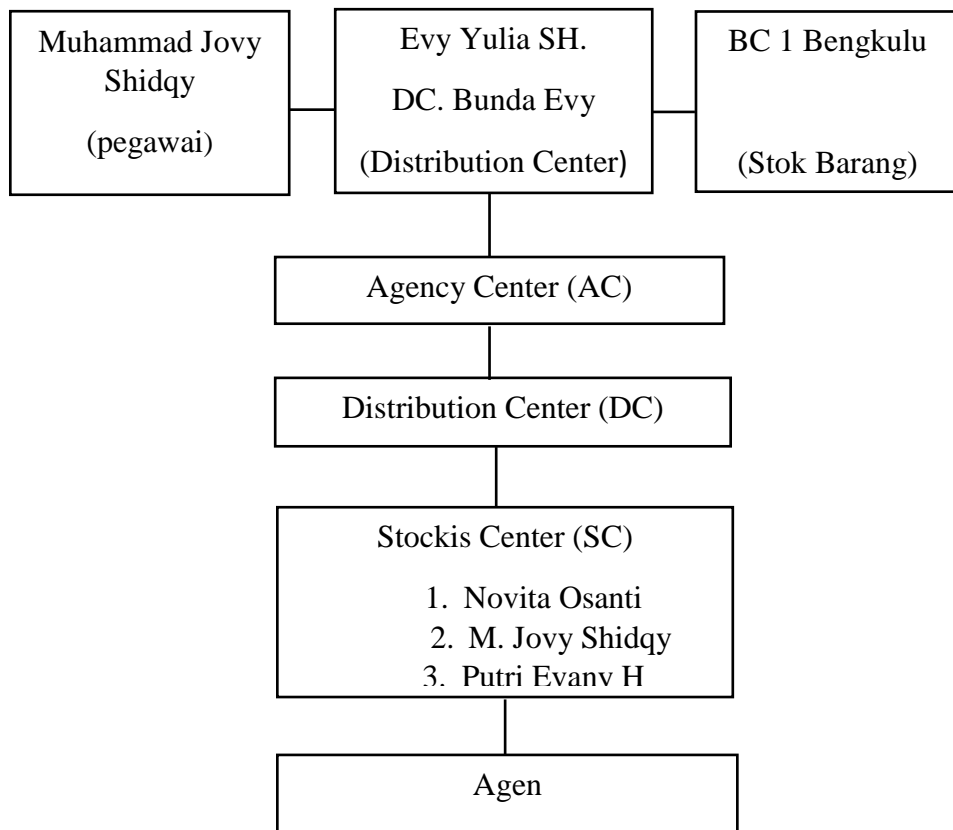 Muhammad Jovy
Shidqy
(pegawai)
Evy Yulia SH.
DC. Bunda Evy
(Distribution Center)
BC 1 Bengkulu
(Stok Barang)
Agency Center (AC)
Distribution Center (DC)
Stockis Center (SC)
1. Novita Osanti
2. M. Jovy Shidqy
3. Putri Evany H
Agen